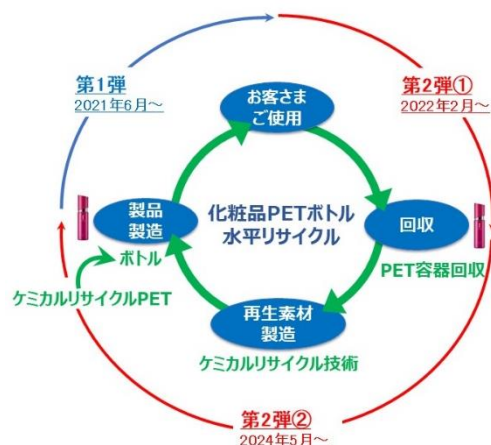 第1弾
2021年6月～
第2弾①
2022年2月～
お客さま
ご使用
製品
製造
化粧品PETボトル
水平リサイクル
回収
ボトル
PET容器回収
ケミカルリサイクルPET
再生素材
製造
ケミカルリサイクル技術
第2弾②
2024年5月～